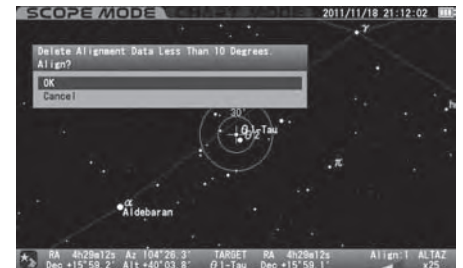 SCOPE MODE 2011/11/18 21:12:02
γ
Delete Alignment Data Less Than 10 Degrees.
Align?
OK
Cancel
30'
θ1-Tau
θ2
π
α
Aldebaran
RA 4h29m12s Az 104°26.3' TARGET RA 4h29m12s Align:1 ALTAZ
Dec +15°59.2' Alt +40°03.8' θ1-Tau Dec +15°59.1' 25